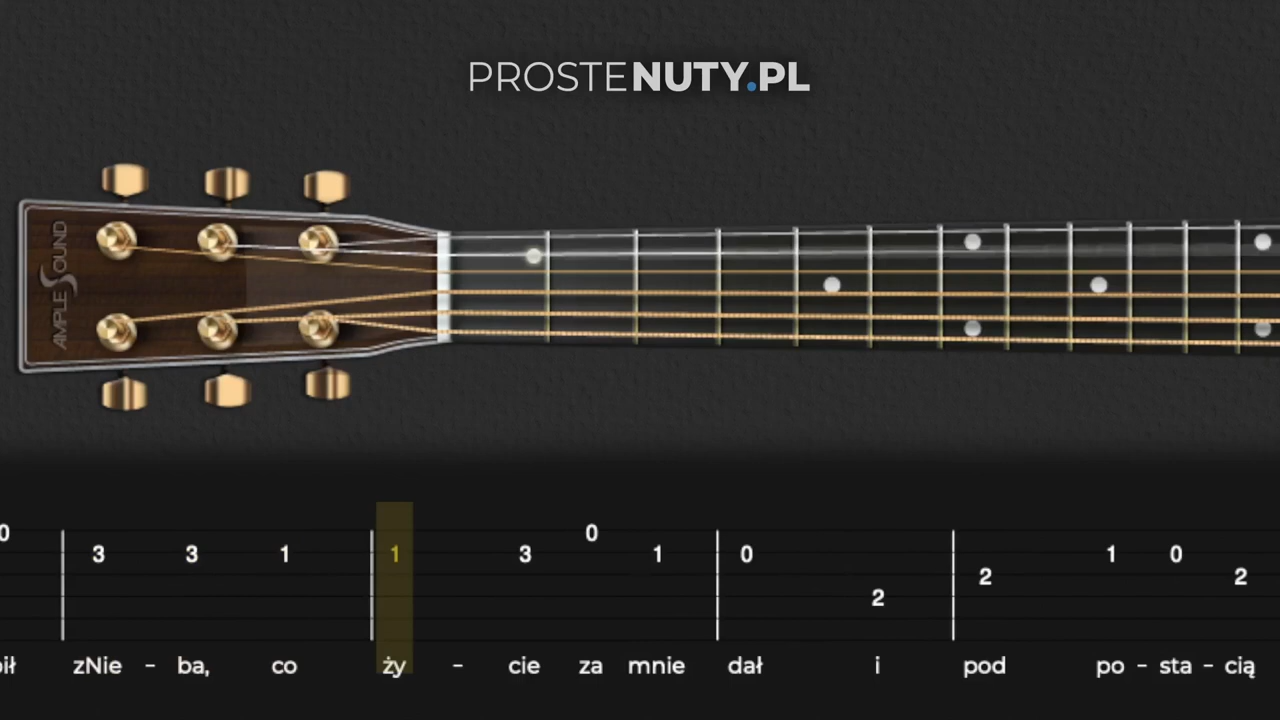 PROSTENUTY.PL
AMPLE SOUND
0 3 3 1 1 3 0 1 0 2 2 1 0 2
zNie - ba, co ży - cie za mnie dał i pod po - sta - cią